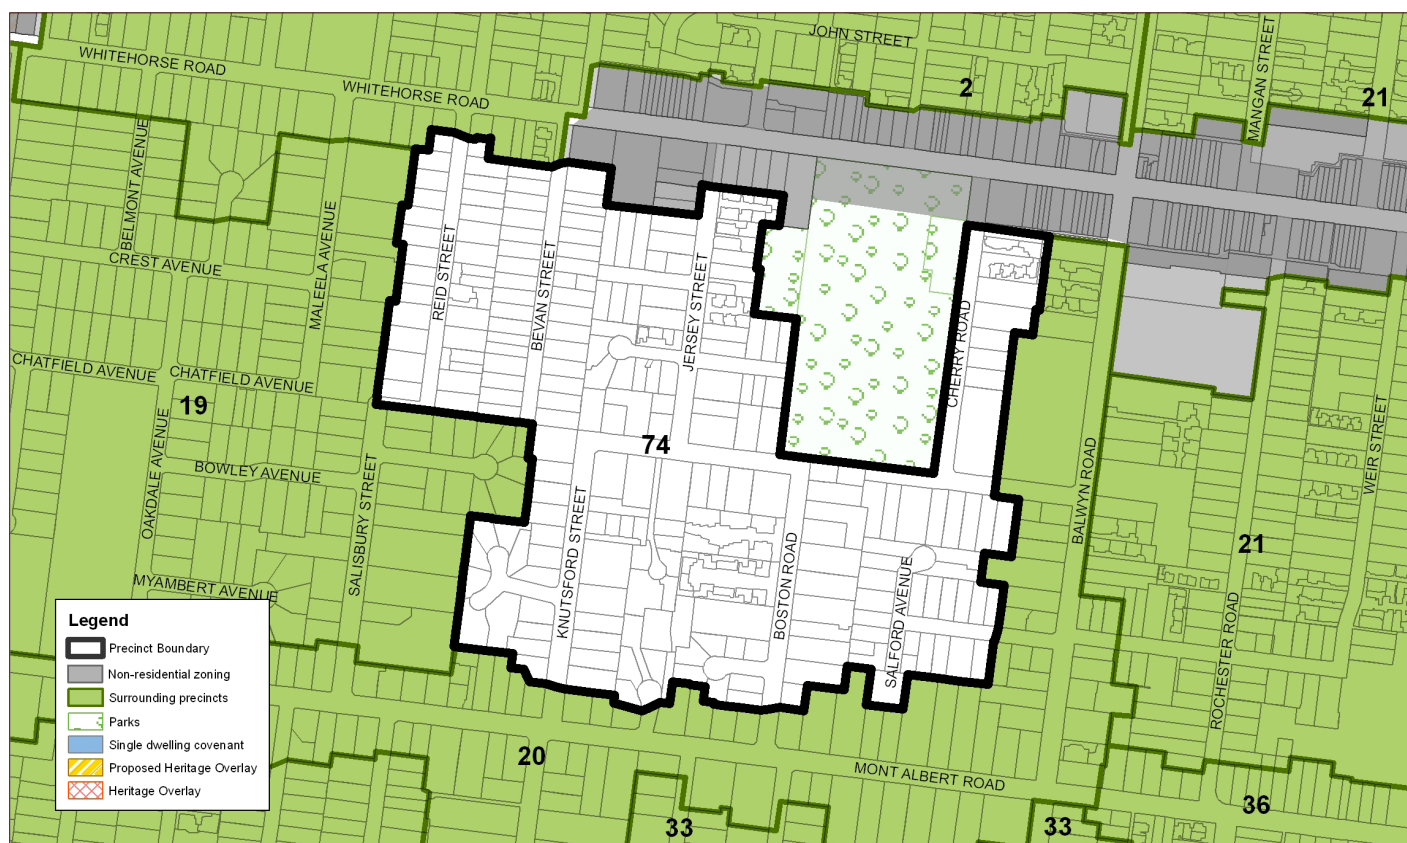 JOHN STREET
WHITEHORSE ROAD
WHITEHORSE ROAD
2
21
MANGAN STREET
BELMONT AVENUE
MALEELA AVENUE
CREST AVENUE
REID STREET
BEVAN STREET
JERSEY STREET
CHERRY ROAD
CHATFIELD AVENUE
CHATFIELD AVENUE
19
74
OAKDALE AVENUE
BOWLEY AVENUE
SALISBURY STREET
KNUTSFORD STREET
BOSTON ROAD
SALFORD AVENUE
BALWYN ROAD
WEIR STREET
21
MYAMBERT AVENUE
ROCHESTER ROAD
Legend
Precinct Boundary
Non-residential zoning
Surrounding precincts
Parks
Single dwelling covenant
Proposed Heritage Overlay
Heritage Overlay
20
MONT ALBERT ROAD
36
33
33